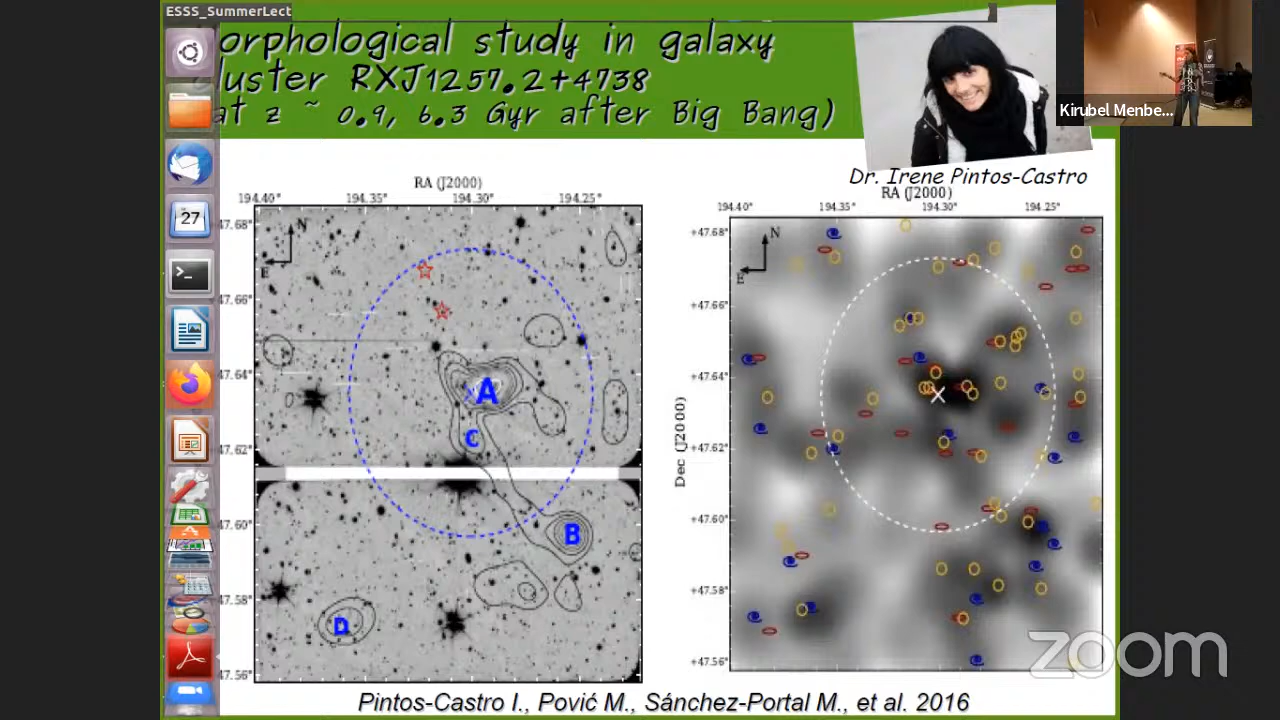 ESSS_SummerLect
orphological study in galaxy
luster RXJ1257.2+4738
at z ~ 0.9, 6.3 Gyr after Big Bang)
Kirubel Menbe...
Dr. Irene Pintos-Castro
RA (J2000)
194.40° 194.35° 194.30° 194.25°
N
E
47.68°
47.66°
47.64°
47.62°
47.60°
47.58°
47.56°
A
C
B
D
RA (J2000)
194.40° 194.35° 194.30° 194.25°
N
E
Dec (J2000)
+47.68°
+47.66°
+47.64°
+47.62°
+47.60°
+47.58°
+47.56°
27
zoom
Pintos-Castro I., Pović M., Sánchez-Portal M., et al. 2016